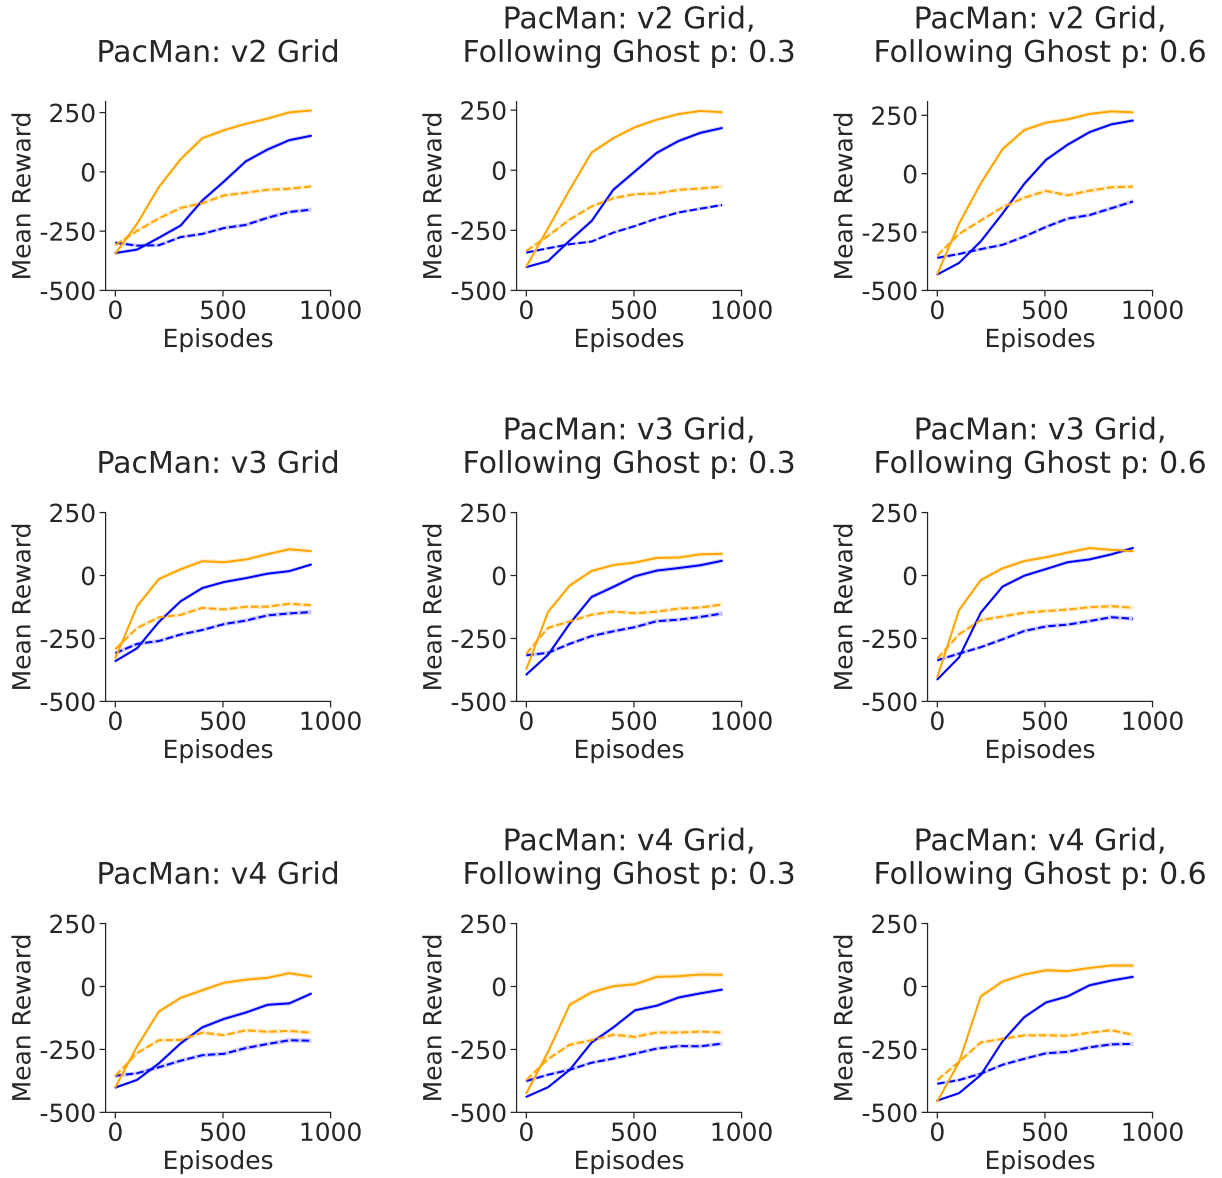 PacMan: v2 Grid
Mean Reward
250
0
-250
-500
0 500 1000
Episodes
PacMan: v2 Grid,
Following Ghost p: 0.3
Mean Reward
250
0
-250
-500
0 500 1000
Episodes
PacMan: v2 Grid,
Following Ghost p: 0.6
Mean Reward
250
0
-250
-500
0 500 1000
Episodes
PacMan: v3 Grid
Mean Reward
250
0
-250
-500
0 500 1000
Episodes
PacMan: v3 Grid,
Following Ghost p: 0.3
Mean Reward
250
0
-250
-500
0 500 1000
Episodes
PacMan: v3 Grid,
Following Ghost p: 0.6
Mean Reward
250
0
-250
-500
0 500 1000
Episodes
PacMan: v4 Grid
Mean Reward
250
0
-250
-500
0 500 1000
Episodes
PacMan: v4 Grid,
Following Ghost p: 0.3
Mean Reward
250
0
-250
-500
0 500 1000
Episodes
PacMan: v4 Grid,
Following Ghost p: 0.6
Mean Reward
250
0
-250
-500
0 500 1000
Episodes